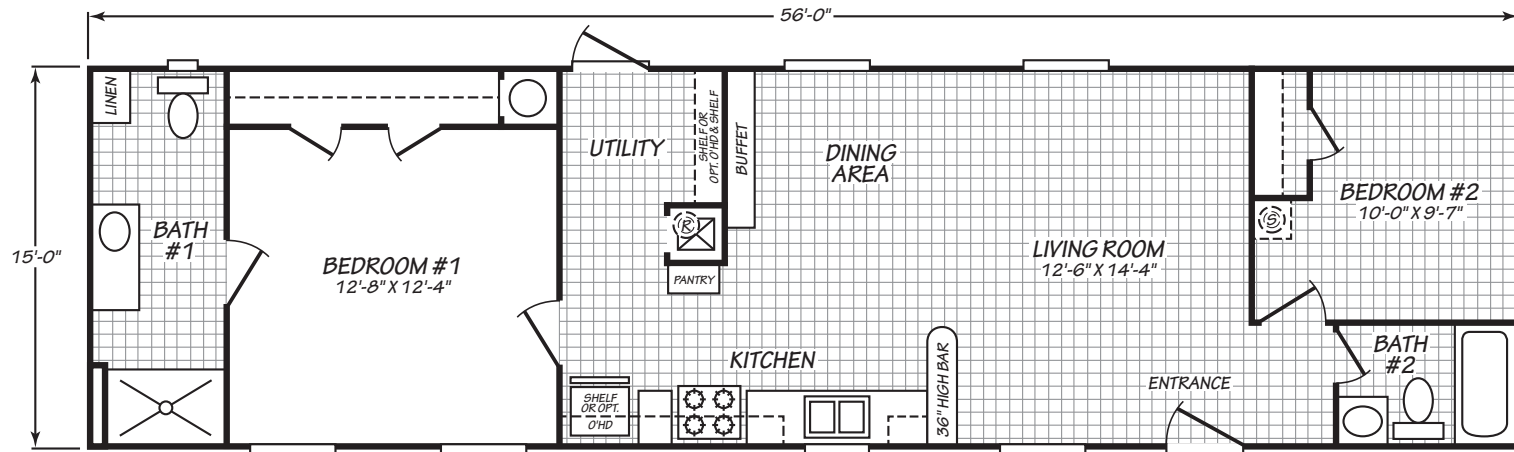 56'-0"
15'-0"
LINEN
BATH
#1
BEDROOM #1
12'-8" X 12'-4"
UTILITY
SHELF OR
OPT. O'HD & SHELF
BUFFET
R
PANTRY
DINING
AREA
KITCHEN
SHELF
OR OPT.
O'HD
36" HIGH BAR
LIVING ROOM
12'-6" X 14'-4"
ENTRANCE
BEDROOM #2
10'-0" X 9'-7"
S
BATH
#2